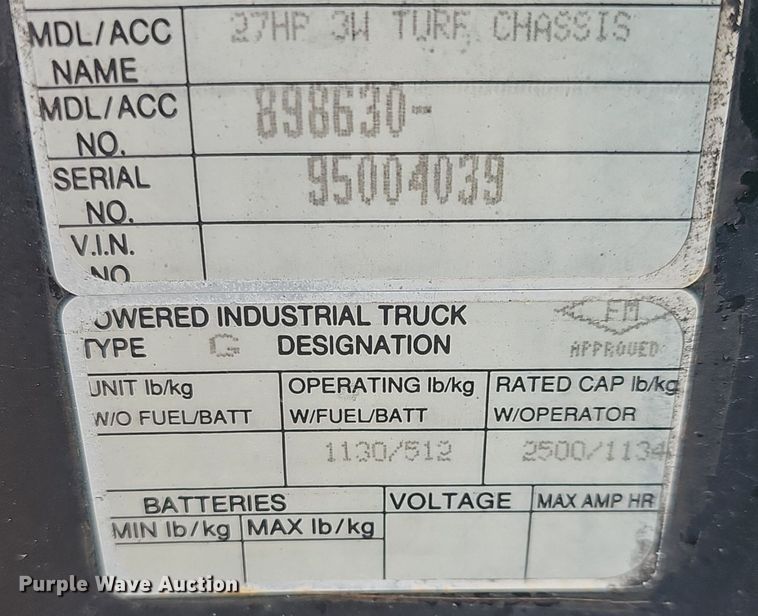 MDL/ACC 27HP 3W TURF CHASSIS
NAME
MDL/ACC 898630-
NO.
SERIAL 95004039
NO.
V.I.N.
NO
OWERED INDUSTRIAL TRUCK FM
TYPE G DESIGNATION APPROVED
UNIT lb/kg OPERATING lb/kg RATED CAP lb/kg
W/O FUEL/BATT W/FUEL/BATT W/OPERATOR
1130/512 2500/1134
BATTERIES VOLTAGE MAX AMP HR
MIN lb/kg MAX lb/kg
Purple Wave Auction